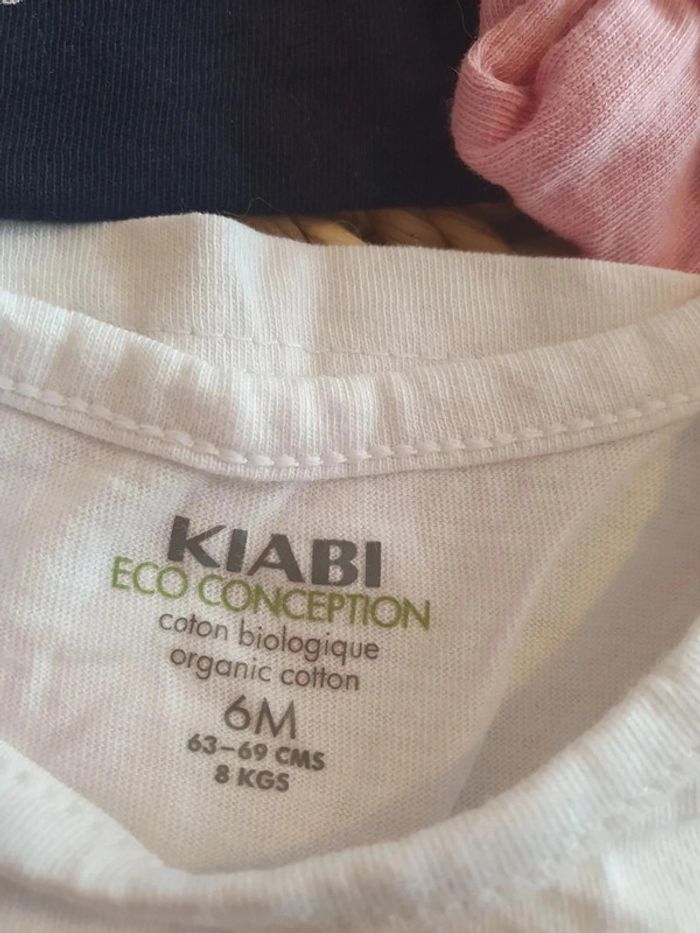 KIABI
ECO CONCEPTION
coton biologique
organic cotton
6M
63-69 CMS
8 KGS